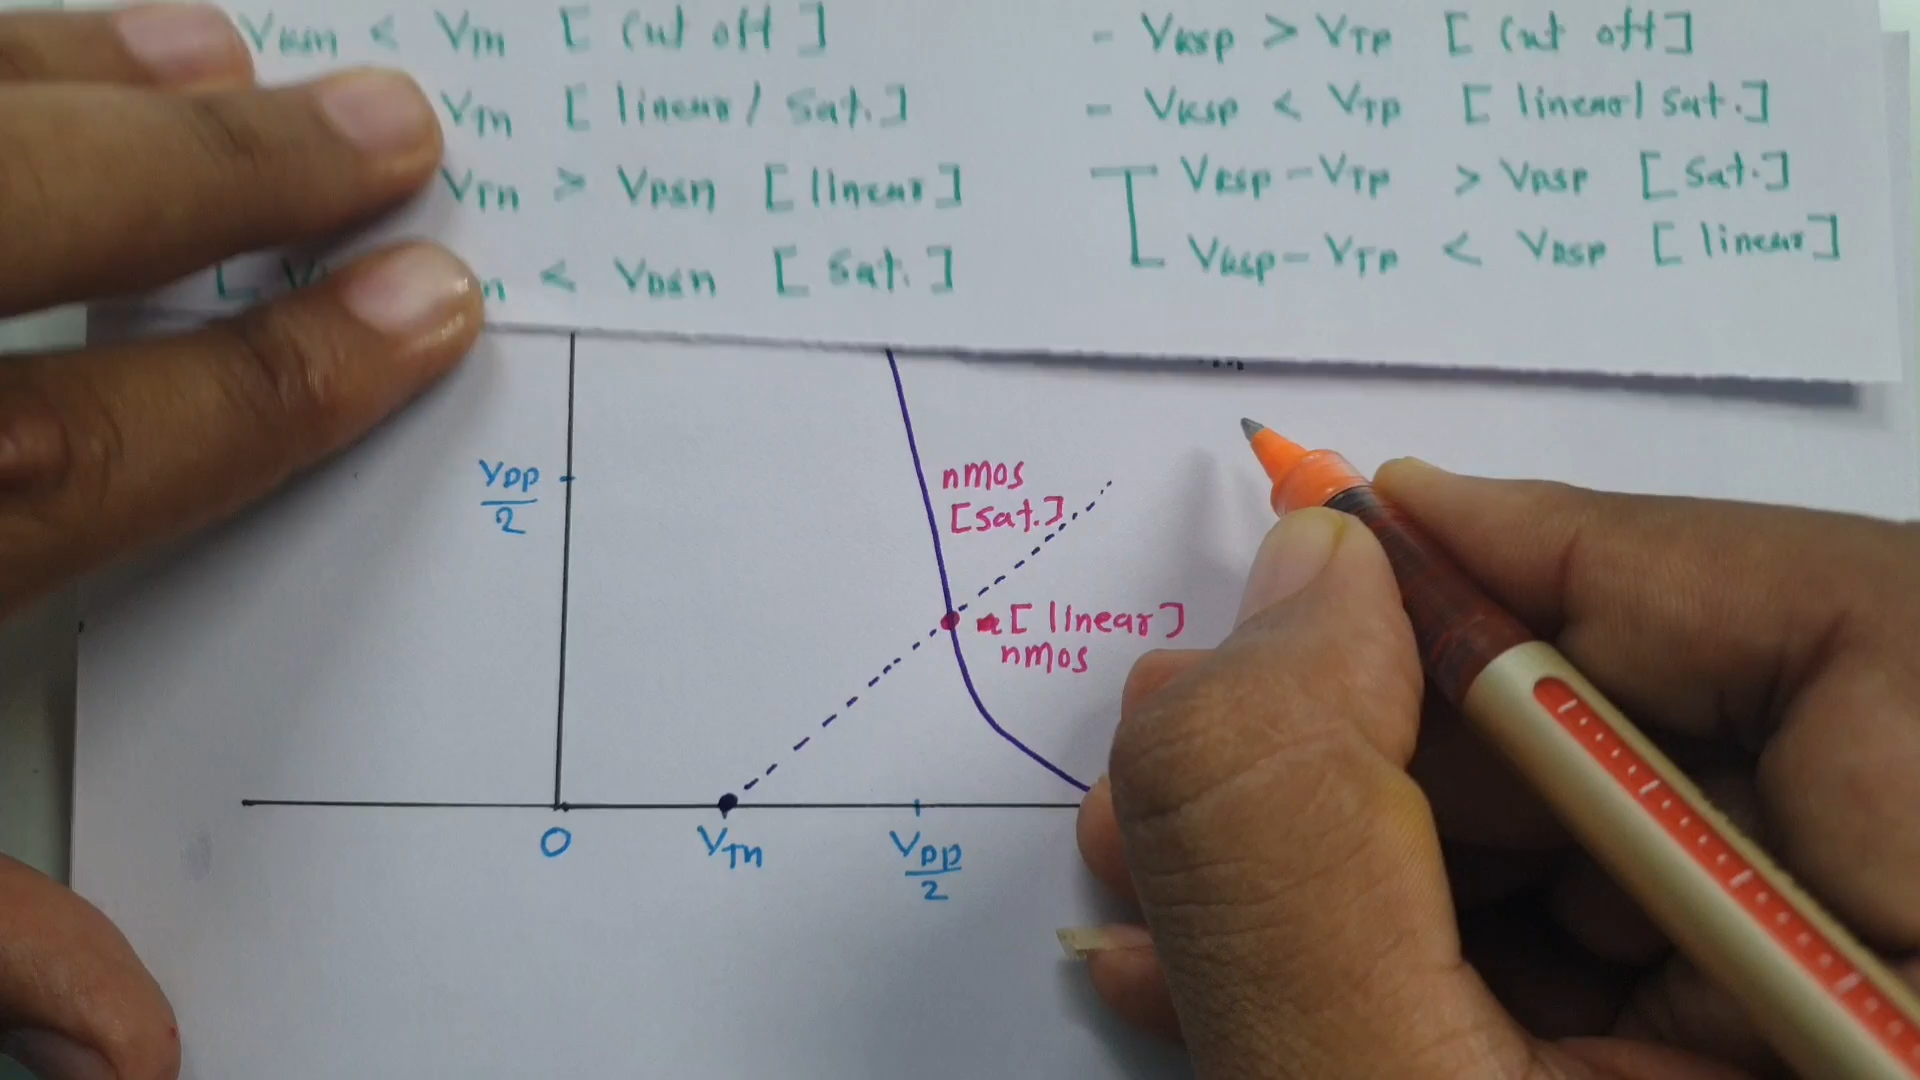 VGSn < VTn [ Cut off ]
VTn [ linear / Sat. ]
VTn > VDSn [ linear ]
n < VDSn [ Sat. ]
- VGSP > VTP [ Cut off ]
- VGSP < VTP [ linear / Sat. ]
VGSP - VTP > VDSP [ Sat. ]
VGSP - VTP < VDSP [ linear ]
VDD
2
nmos
[Sat.]
[ linear ]
nmos
0
VTn
VDD
2